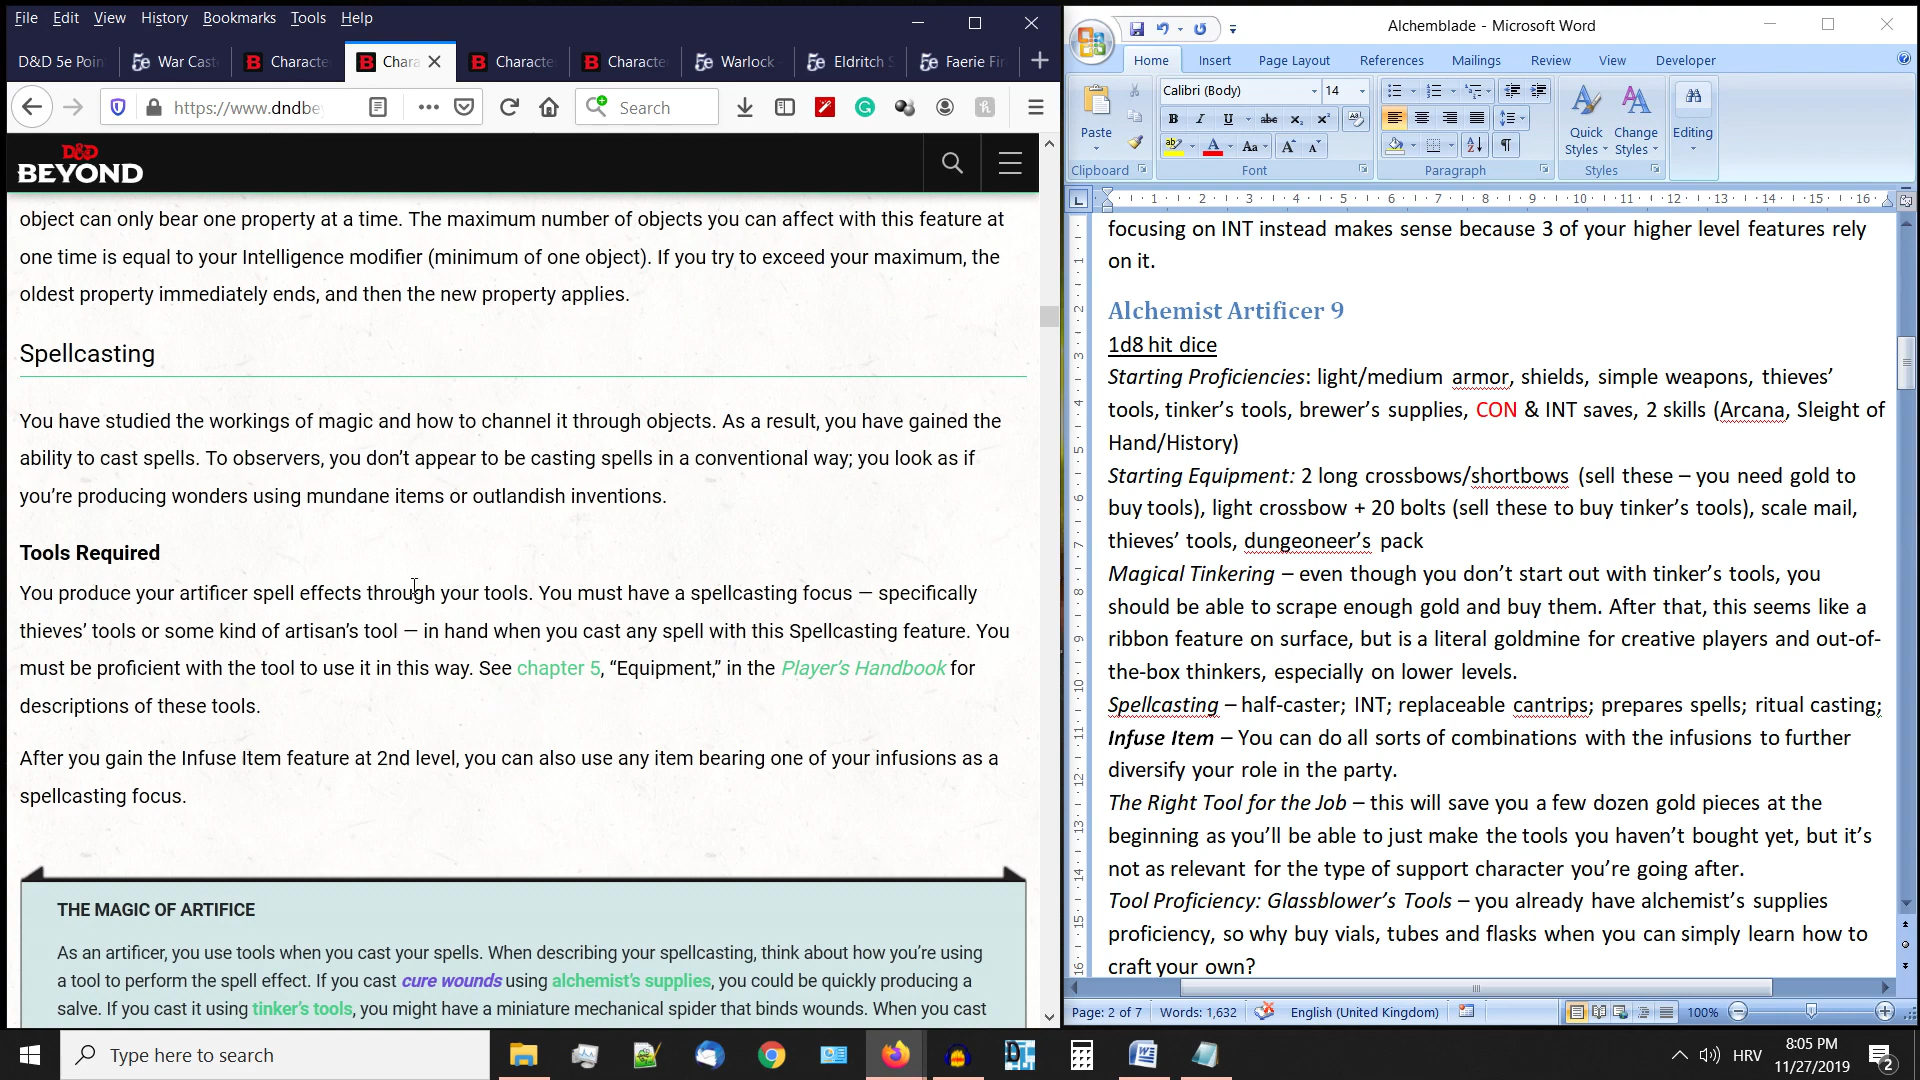 File Edit View History Bookmarks Tools Help
D&D 5e Poin War Cast Characte Chara Characte Characte Warlock - Eldritch S Faerie Fir
https://www.dndbe Search
D&D BEYOND
object can only bear one property at a time. The maximum number of objects you can affect with this feature at
one time is equal to your Intelligence modifier (minimum of one object). If you try to exceed your maximum, the
oldest property immediately ends, and then the new property applies.
Spellcasting
You have studied the workings of magic and how to channel it through objects. As a result, you have gained the
ability to cast spells. To observers, you don't appear to be casting spells in a conventional way; you look as if
you're producing wonders using mundane items or outlandish inventions.
Tools Required
You produce your artificer spell effects through your tools. You must have a spellcasting focus — specifically
thieves' tools or some kind of artisan's tool — in hand when you cast any spell with this Spellcasting feature. You
must be proficient with the tool to use it in this way. See chapter 5, "Equipment," in the Player's Handbook for
descriptions of these tools.
After you gain the Infuse Item feature at 2nd level, you can also use any item bearing one of your infusions as a
spellcasting focus.
THE MAGIC OF ARTIFICE
As an artificer, you use tools when you cast your spells. When describing your spellcasting, think about how you're using
a tool to perform the spell effect. If you cast cure wounds using alchemist's supplies, you could be quickly producing a
salve. If you cast it using tinker's tools, you might have a miniature mechanical spider that binds wounds. When you cast
Alchemblade - Microsoft Word
Home Insert Page Layout References Mailings Review View Developer
Calibri (Body) 14
Paste
Quick Styles
Change Styles
Editing
Clipboard Font Paragraph Styles
1 2 3 4 5 6 7 8 9 10 11 12 13 14 15 16
focusing on INT instead makes sense because 3 of your higher level features rely
on it.
Alchemist Artificer 9
1d8 hit dice
Starting Proficiencies: light/medium armor, shields, simple weapons, thieves'
tools, tinker's tools, brewer's supplies, CON & INT saves, 2 skills (Arcana, Sleight of
Hand/History)
Starting Equipment: 2 long crossbows/shortbows (sell these – you need gold to
buy tools), light crossbow + 20 bolts (sell these to buy tinker's tools), scale mail,
thieves' tools, dungeoneer's pack
Magical Tinkering – even though you don't start out with tinker's tools, you
should be able to scrape enough gold and buy them. After that, this seems like a
ribbon feature on surface, but is a literal goldmine for creative players and out-of-
the-box thinkers, especially on lower levels.
Spellcasting – half-caster; INT; replaceable cantrips; prepares spells; ritual casting;
Infuse Item – You can do all sorts of combinations with the infusions to further
diversify your role in the party.
The Right Tool for the Job – this will save you a few dozen gold pieces at the
beginning as you'll be able to just make the tools you haven't bought yet, but it's
not as relevant for the type of support character you're going after.
Tool Proficiency: Glassblower's Tools – you already have alchemist's supplies
proficiency, so why buy vials, tubes and flasks when you can simply learn how to
craft your own?
Page: 2 of 7 Words: 1,632 English (United Kingdom) 100%
Type here to search
HRV
8:05 PM
11/27/2019
2